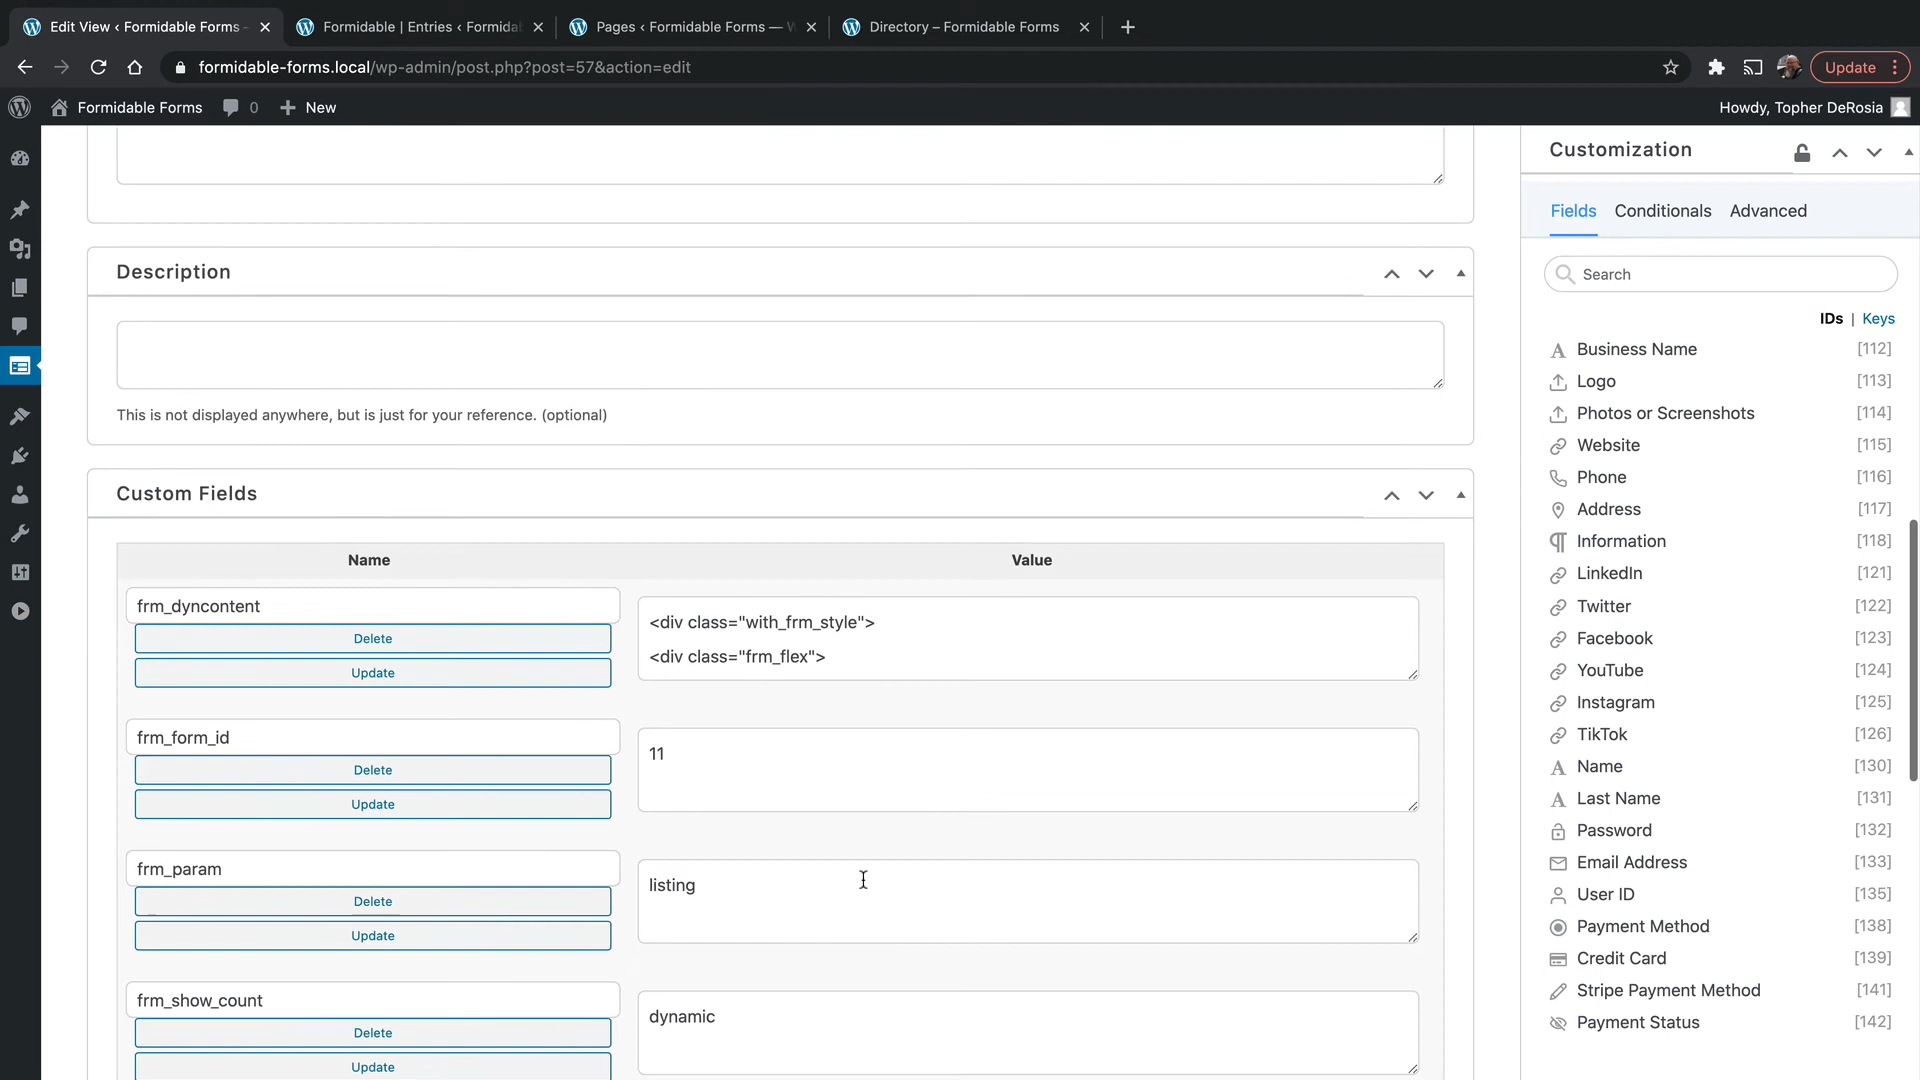 Edit View ‹ Formidable Forms –
Formidable | Entries ‹ Formida
Pages ‹ Formidable Forms — W
Directory – Formidable Forms
formidable-forms.local/wp-admin/post.php?post=57&action=edit
Update
Formidable Forms
0
New
Howdy, Topher DeRosia
Customization
Fields
Conditionals
Advanced
Search
IDs | Keys
Business Name [112]
Logo [113]
Photos or Screenshots [114]
Website [115]
Phone [116]
Address [117]
Information [118]
LinkedIn [121]
Twitter [122]
Facebook [123]
YouTube [124]
Instagram [125]
TikTok [126]
Name [130]
Last Name [131]
Password [132]
Email Address [133]
User ID [135]
Payment Method [138]
Credit Card [139]
Stripe Payment Method [141]
Payment Status [142]
Description
This is not displayed anywhere, but is just for your reference. (optional)
Custom Fields
Name
Value
frm_dyncontent
Delete
Update
<div class="with_frm_style">
<div class="frm_flex">
frm_form_id
Delete
Update
11
frm_param
Delete
Update
listing
frm_show_count
Delete
Update
dynamic